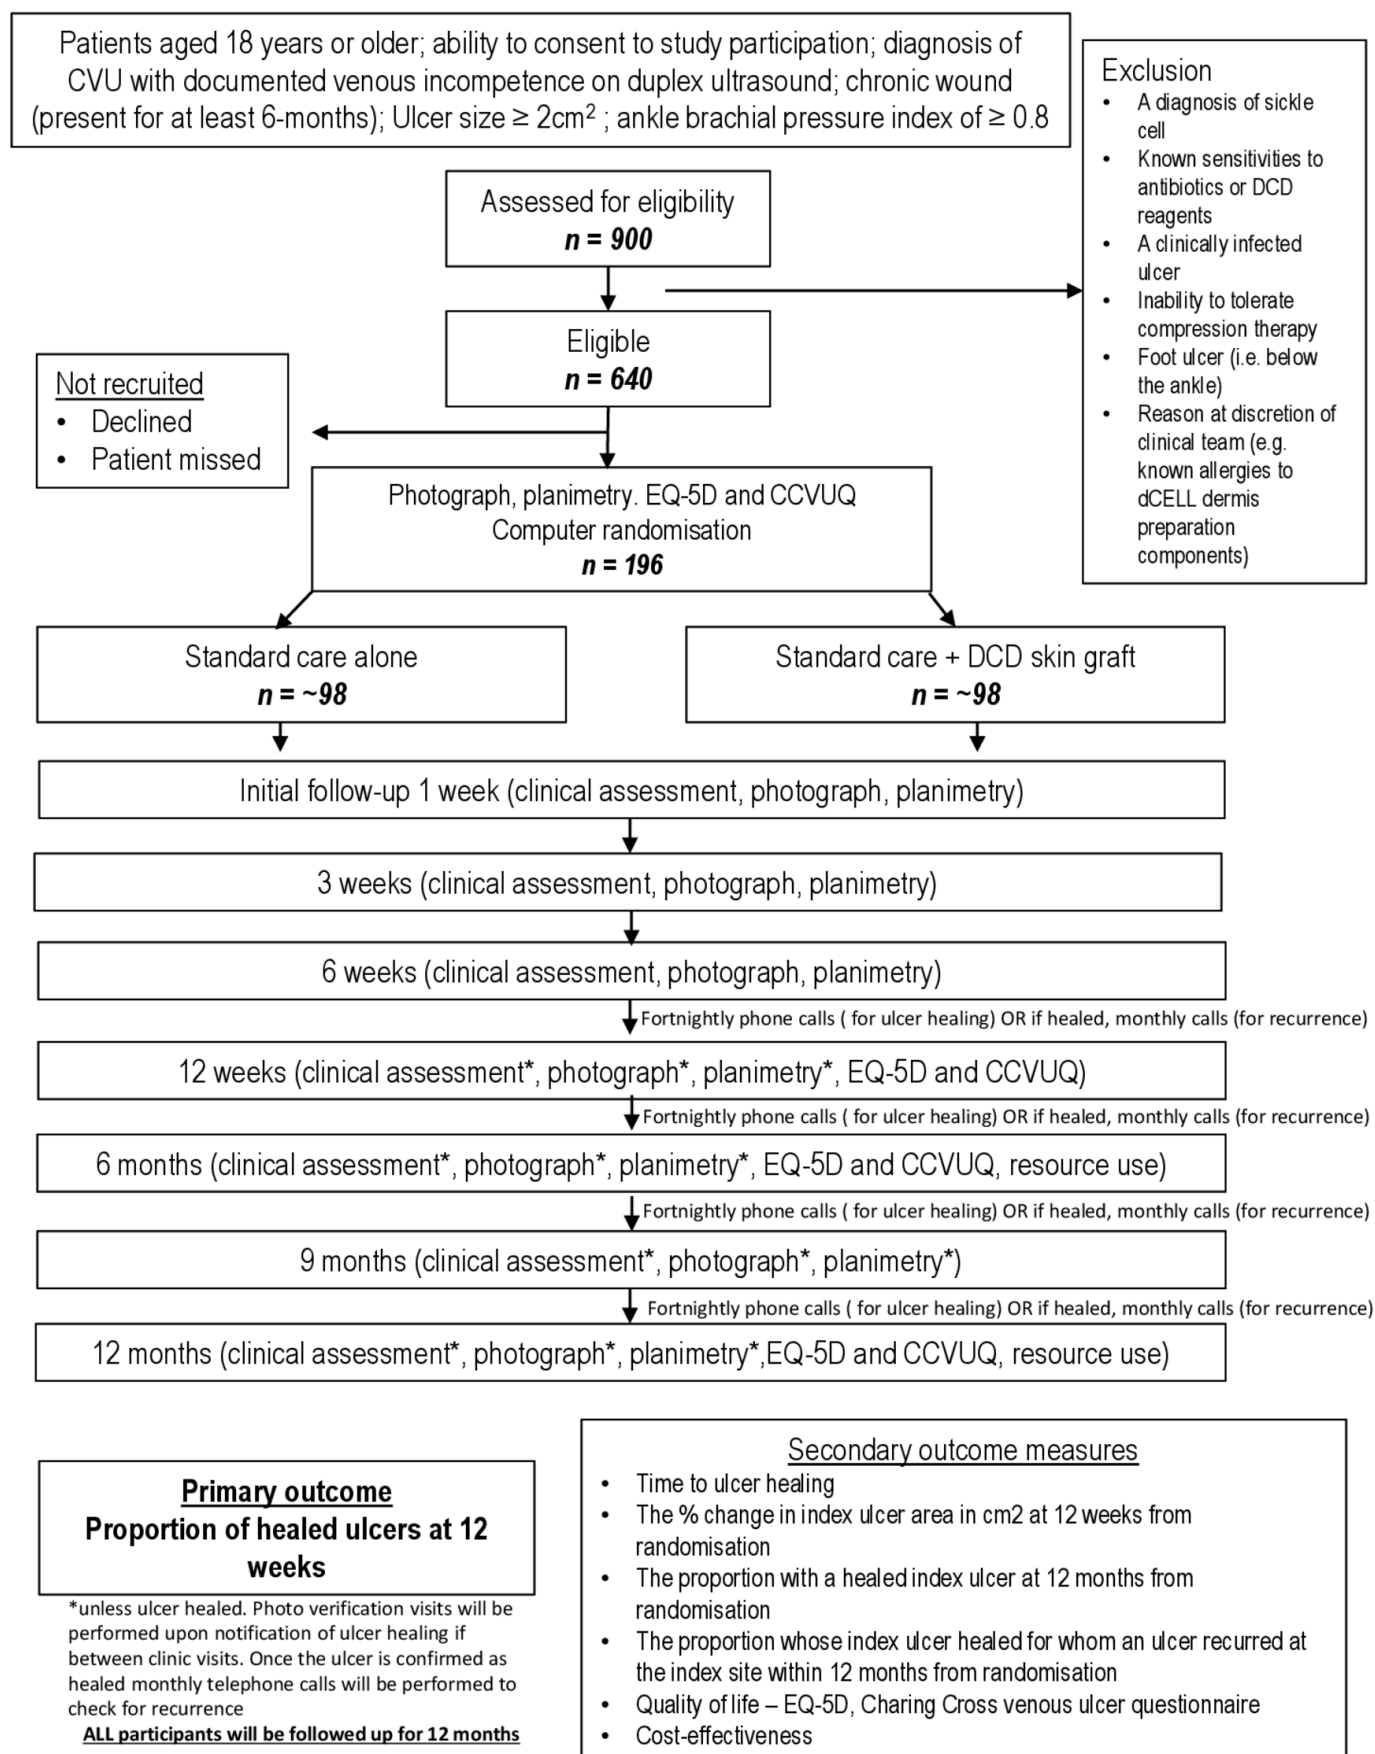 Patients aged 18 years or older; ability to consent to study participation; diagnosis of
CVU with documented venous incompetence on duplex ultrasound; chronic wound
(present for at least 6-months); Ulcer size ≥ 2cm² ; ankle brachial pressure index of ≥ 0.8
Exclusion
• A diagnosis of sickle
cell
• Known sensitivities to
antibiotics or DCD
reagents
• A clinically infected
ulcer
• Inability to tolerate
compression therapy
• Foot ulcer (i.e. below
the ankle)
• Reason at discretion of
clinical team (e.g.
known allergies to
dCELL dermis
preparation
components)
Assessed for eligibility
n = 900
Eligible
n = 640
Not recruited
• Declined
• Patient missed
Photograph, planimetry. EQ-5D and CCVUQ
Computer randomisation
n = 196
Standard care alone
n = ~98
Standard care + DCD skin graft
n = ~98
Initial follow-up 1 week (clinical assessment, photograph, planimetry)
3 weeks (clinical assessment, photograph, planimetry)
6 weeks (clinical assessment, photograph, planimetry)
Fortnightly phone calls ( for ulcer healing) OR if healed, monthly calls (for recurrence)
12 weeks (clinical assessment*, photograph*, planimetry*, EQ-5D and CCVUQ)
Fortnightly phone calls ( for ulcer healing) OR if healed, monthly calls (for recurrence)
6 months (clinical assessment*, photograph*, planimetry*, EQ-5D and CCVUQ, resource use)
Fortnightly phone calls ( for ulcer healing) OR if healed, monthly calls (for recurrence)
9 months (clinical assessment*, photograph*, planimetry*)
Fortnightly phone calls ( for ulcer healing) OR if healed, monthly calls (for recurrence)
12 months (clinical assessment*, photograph*, planimetry*,EQ-5D and CCVUQ, resource use)
Primary outcome
Proportion of healed ulcers at 12
weeks
*unless ulcer healed. Photo verification visits will be
performed upon notification of ulcer healing if
between clinic visits. Once the ulcer is confirmed as
healed monthly telephone calls will be performed to
check for recurrence
ALL participants will be followed up for 12 months
Secondary outcome measures
• Time to ulcer healing
• The % change in index ulcer area in cm2 at 12 weeks from
randomisation
• The proportion with a healed index ulcer at 12 months from
randomisation
• The proportion whose index ulcer healed for whom an ulcer recurred at
the index site within 12 months from randomisation
• Quality of life – EQ-5D, Charing Cross venous ulcer questionnaire
• Cost-effectiveness